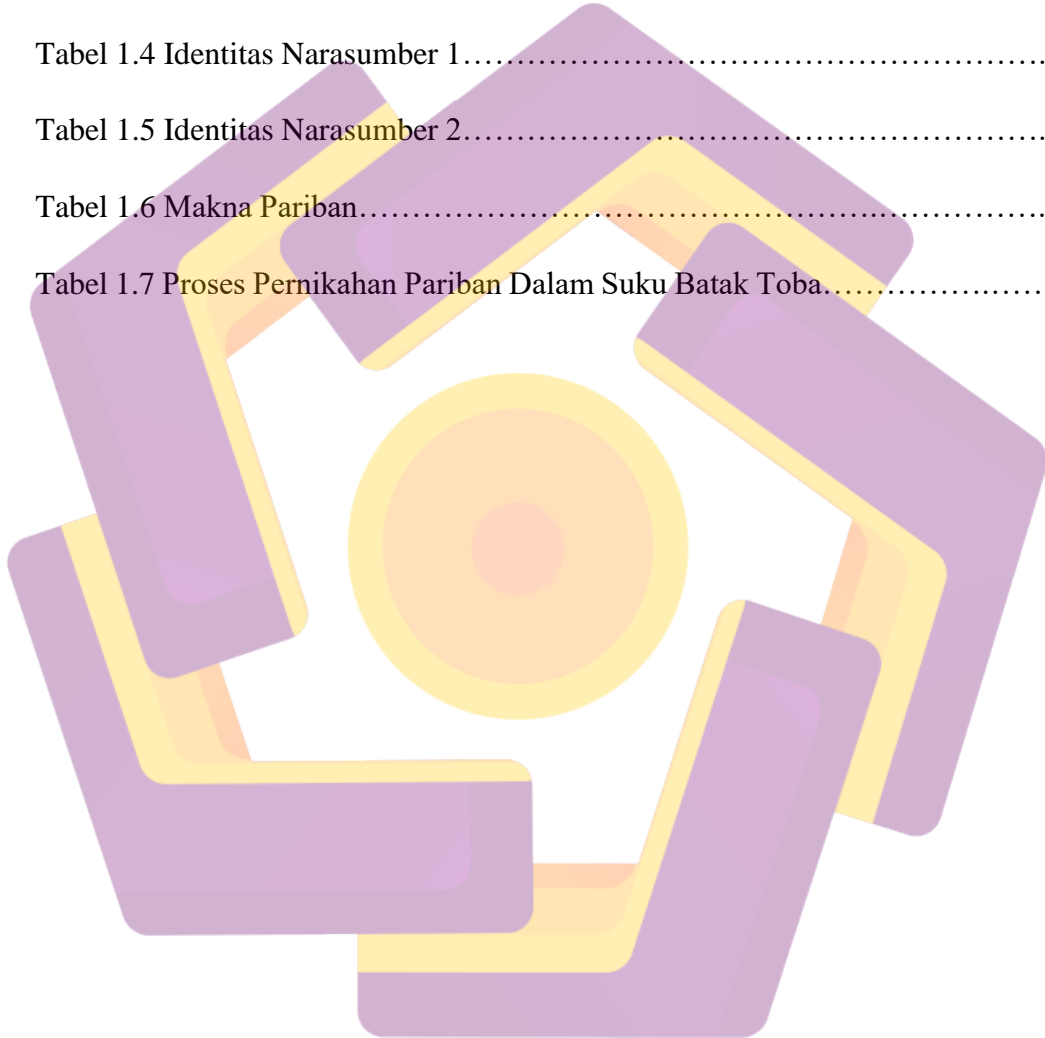 Tabel 1.4 Identitas Narasumber 1……………………………………………….
Tabel 1.5 Identitas Narasumber 2……………………………………………….
Tabel 1.6 Makna Pariban……………………………………………………….
Tabel 1.7 Proses Pernikahan Pariban Dalam Suku Batak Toba…………………